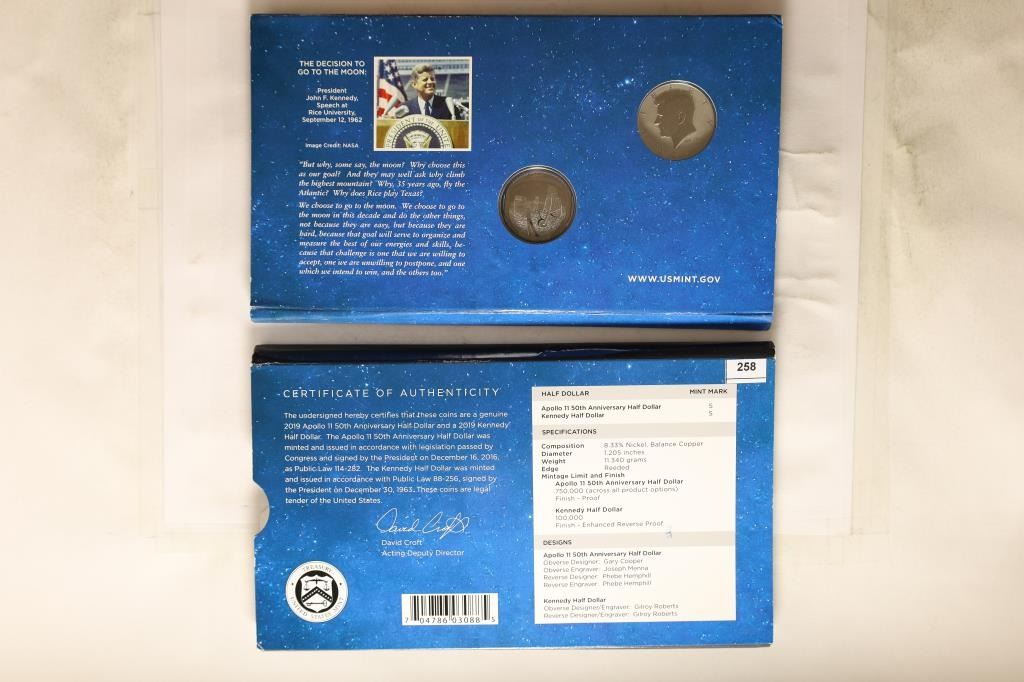 THE DECISION TO
GO TO THE MOON:
President
John F. Kennedy,
Speech at
Rice University,
September 12, 1962
Image Credit: NASA
PRESIDENT OF THE UNITED
"But why, some say, the moon? Why choose this
as our goal? And they may well ask why climb
the highest mountain? Why, 35 years ago, fly the
Atlantic? Why does Rice play Texas?
We choose to go to the moon. We choose to go to
the moon in this decade and do the other things,
not because they are easy, but because they are
hard, because that goal will serve to organize and
measure the best of our energies and skills, be-
cause that challenge is one that we are willing to
accept, one we are unwilling to postpone, and one
which we intend to win, and the others too."
WWW.USMINT.GOV
258
CERTIFICATE OF AUTHENTICITY
The undersigned hereby certifies that these coins are a genuine
2019 Apollo 11 50th Anniversary Half Dollar and a 2019 Kennedy
Half Dollar. The Apollo 11 50th Anniversary Half Dollar was
minted and issued in accordance with legislation passed by
Congress and signed by the President on December 16, 2016,
as Public Law 114-282. The Kennedy Half Dollar was minted
and issued in accordance with Public Law 88-256, signed by
the President on December 30, 1963. These coins are legal
tender of the United States.
David Croft
David Croft
Acting Deputy Director
TREASURY
UNITED STATES MINT
7 04786 03088 5
HALF DOLLAR MINT MARK
Apollo 11 50th Anniversary Half Dollar S
Kennedy Half Dollar S
SPECIFICATIONS
Composition 8.33% Nickel, Balance Copper
Diameter 1.205 inches
Weight 11.340 grams
Edge Reeded
Mintage Limit and Finish
Apollo 11 50th Anniversary Half Dollar
750,000 (across all product options)
Finish - Proof
Kennedy Half Dollar
100,000
Finish - Enhanced Reverse Proof
DESIGNS
Apollo 11 50th Anniversary Half Dollar
Obverse Designer: Gary Cooper
Obverse Engraver: Joseph Menna
Reverse Designer: Phebe Hemphill
Reverse Engraver: Phebe Hemphill
Kennedy Half Dollar
Obverse Designer/Engraver: Gilroy Roberts
Reverse Designer/Engraver: Gilroy Roberts